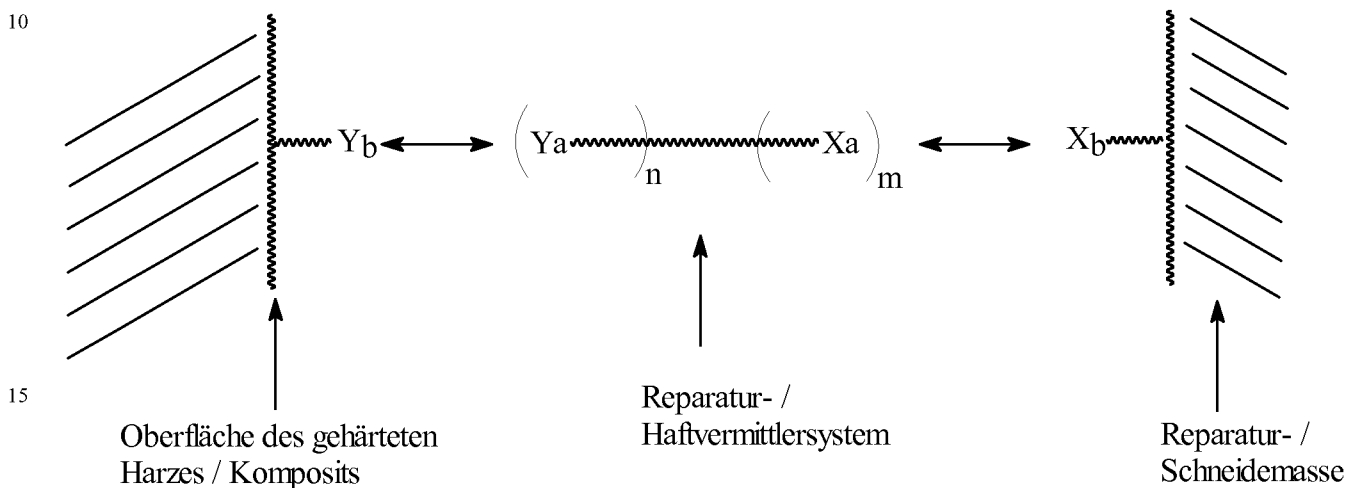 10
Yb (Ya)n (Xa)m Xb
15
Oberfläche des gehärteten
Harzes / Komposits
Reparatur- /
Haftvermittlersystem
Reparatur- /
Schneidemasse